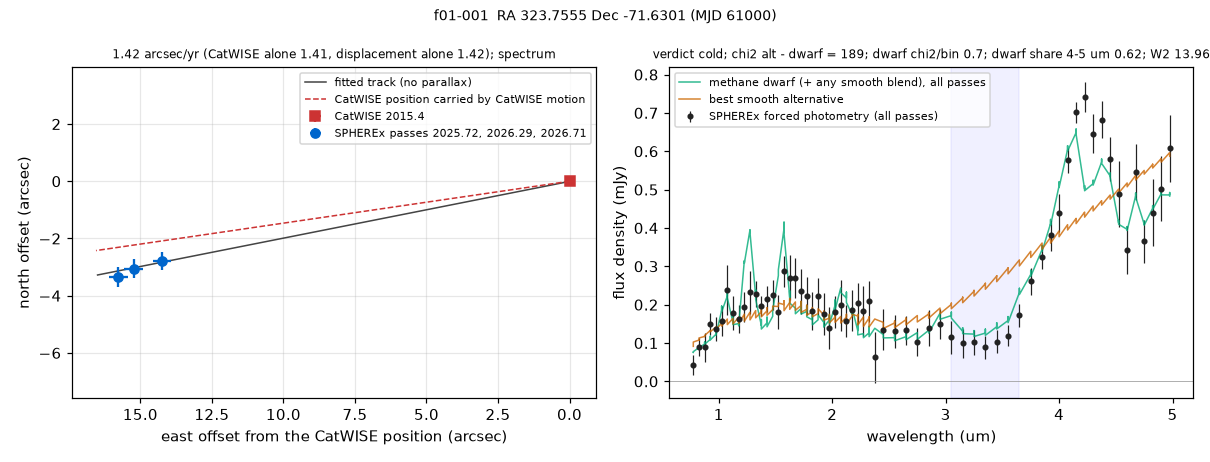 f01-001 RA 323.7555 Dec -71.6301 (MJD 61000)
1.42 arcsec/yr (CatWISE alone 1.41, displacement alone 1.42); spectrum
fitted track (no parallax)
CatWISE position carried by CatWISE motion
CatWISE 2015.4
SPHEREx passes 2025.72, 2026.29, 2026.71
north offset (arcsec)
2
0
−2
−4
−6
15.0
12.5
10.0
7.5
5.0
2.5
0.0
east offset from the CatWISE position (arcsec)
verdict cold; chi2 alt - dwarf = 189; dwarf chi2/bin 0.7; dwarf share 4-5 um 0.62; W2 13.96
methane dwarf (+ any smooth blend), all passes
best smooth alternative
SPHEREx forced photometry (all passes)
flux density (mJy)
0.8
0.7
0.6
0.5
0.4
0.3
0.2
0.1
0.0
1
2
3
4
5
wavelength (um)